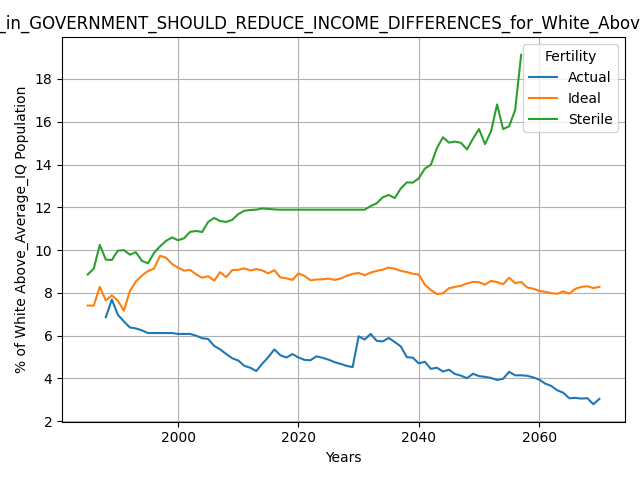 _in_GOVERNMENT_SHOULD_REDUCE_INCOME_DIFFERENCES_for_White_Abov
Fertility
Actual
Ideal
Sterile
% of White Above_Average_IQ Population
18
16
14
12
10
8
6
4
2
2000
2020
2040
2060
Years